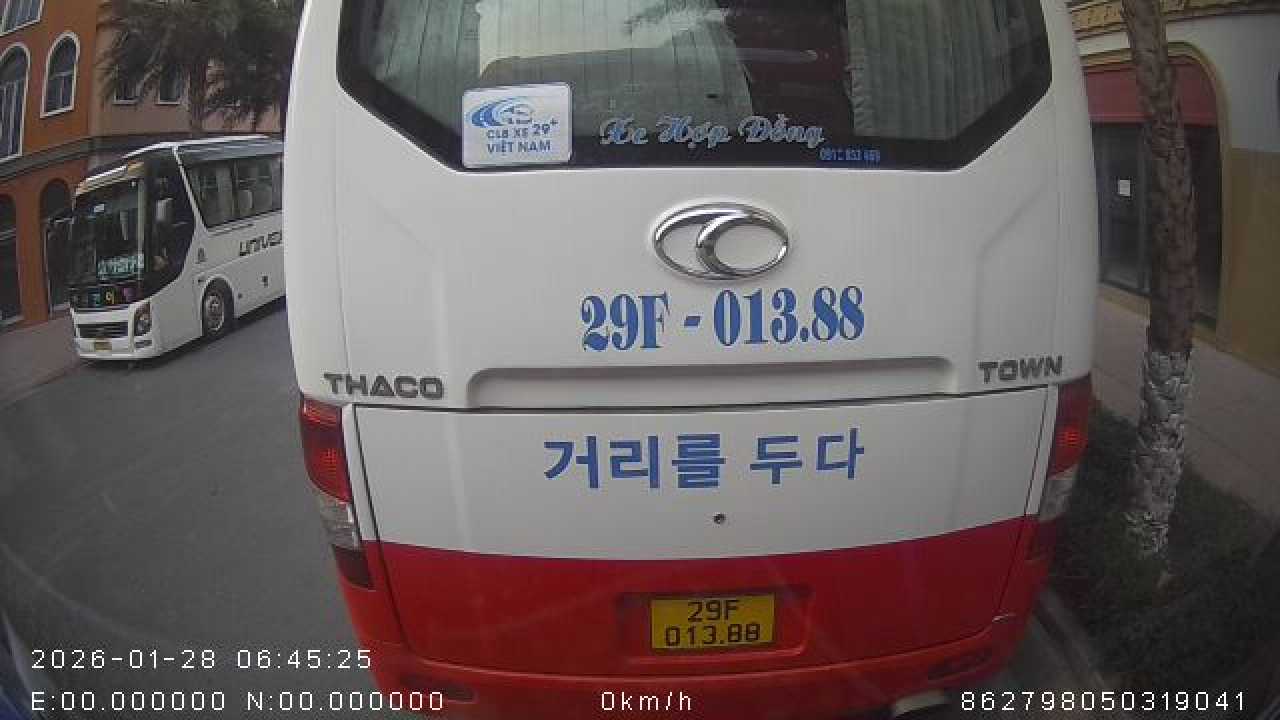 CLB XE 29+
VIỆT NAM
Xe Hợp Đồng
UNIVE
29F - 013.88
THACO
TOWN
거리를 두다
29F
013.88
2026-01-28 06:45:25
E:00.000000 N:00.000000
0km/h
862798050319041